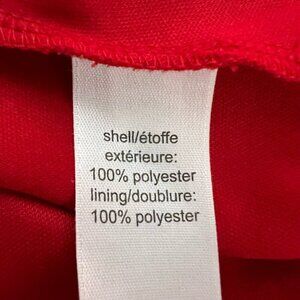 shell/étoffe
extérieure:
100% polyester
lining/doublure:
100% polyester